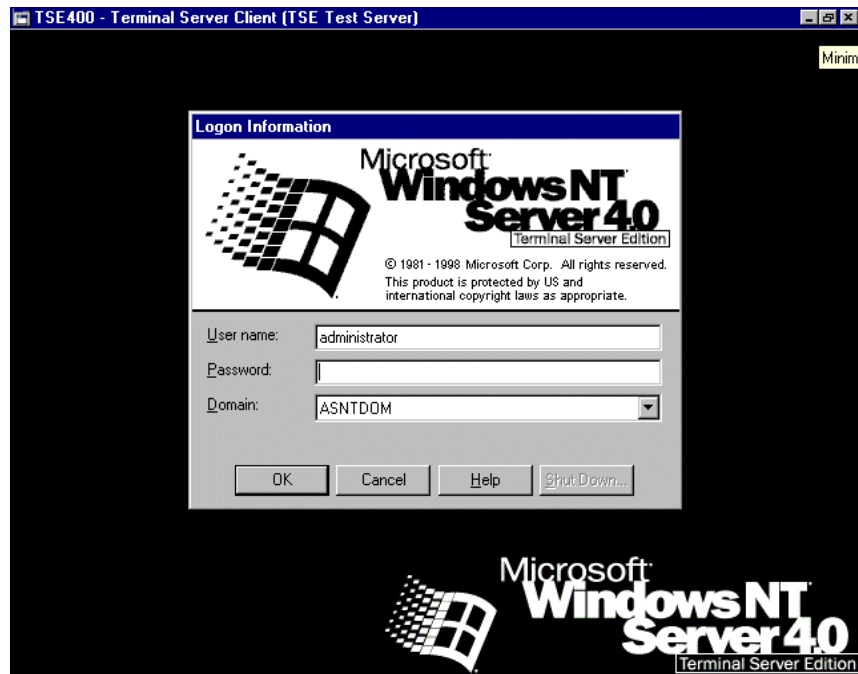 TSE400 - Terminal Server Client (TSE Test Server)
Minim
Logon Information
Microsoft
Windows NT
Server 4.0
Terminal Server Edition
© 1981 - 1998 Microsoft Corp. All rights reserved.
This product is protected by US and
international copyright laws as appropriate.
User name: administrator
Password:
Domain: ASNTDOM
OK Cancel Help Shut Down...
Microsoft
Windows NT
Server 4.0
Terminal Server Edition